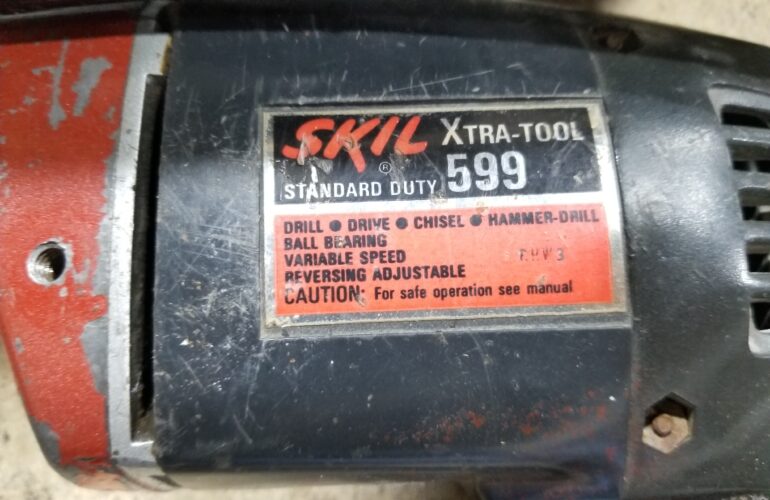 SKIL XTRA-TOOL
®
STANDARD DUTY 599
DRILL ● DRIVE ● CHISEL ● HAMMER-DRILL
BALL BEARING
VARIABLE SPEED
REVERSING ADJUSTABLE
CAUTION: For safe operation see manual